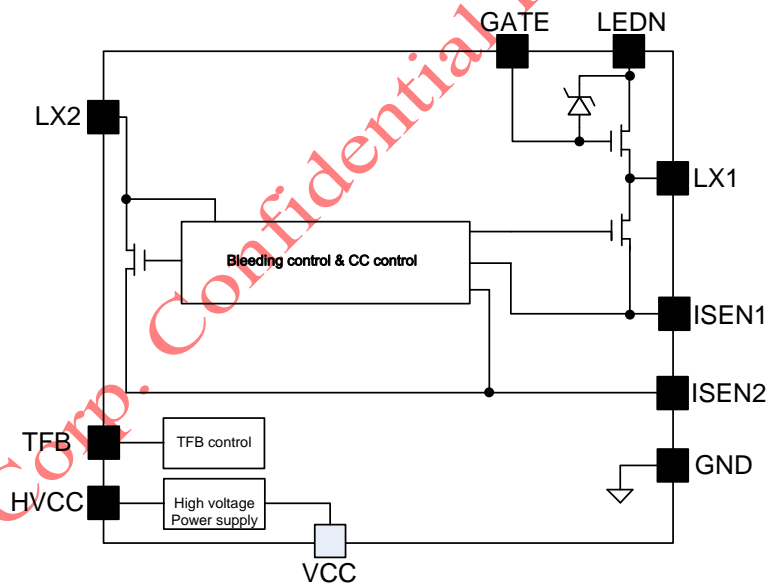 GATE
LEDN
LX2
LX1
Bleeding control & CC control
ISEN1
ISEN2
TFB
TFB control
GND
HVCC
High voltage
Power supply
VCC
Corp. Confidential